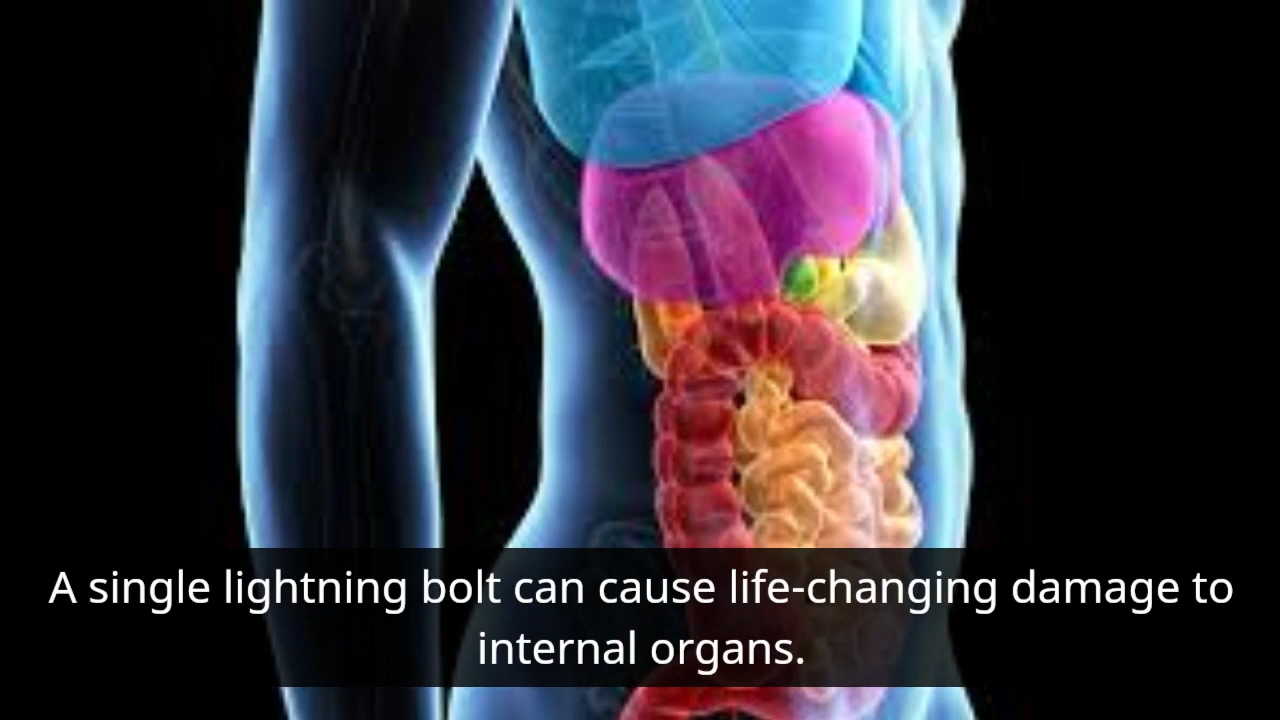 A single lightning bolt can cause life-changing damage to
internal organs.